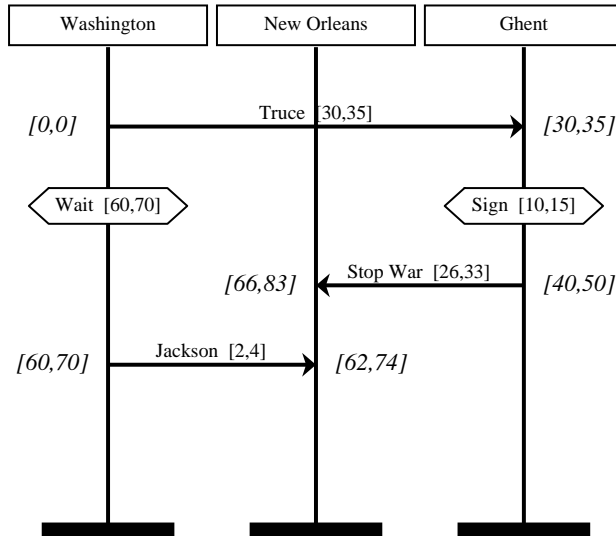 Washington New Orleans Ghent
Truce [30,35]
[0,0] [30,35]
Wait [60,70] Sign [10,15]
Stop War [26,33]
[66,83] [40,50]
Jackson [2,4]
[60,70] [62,74]